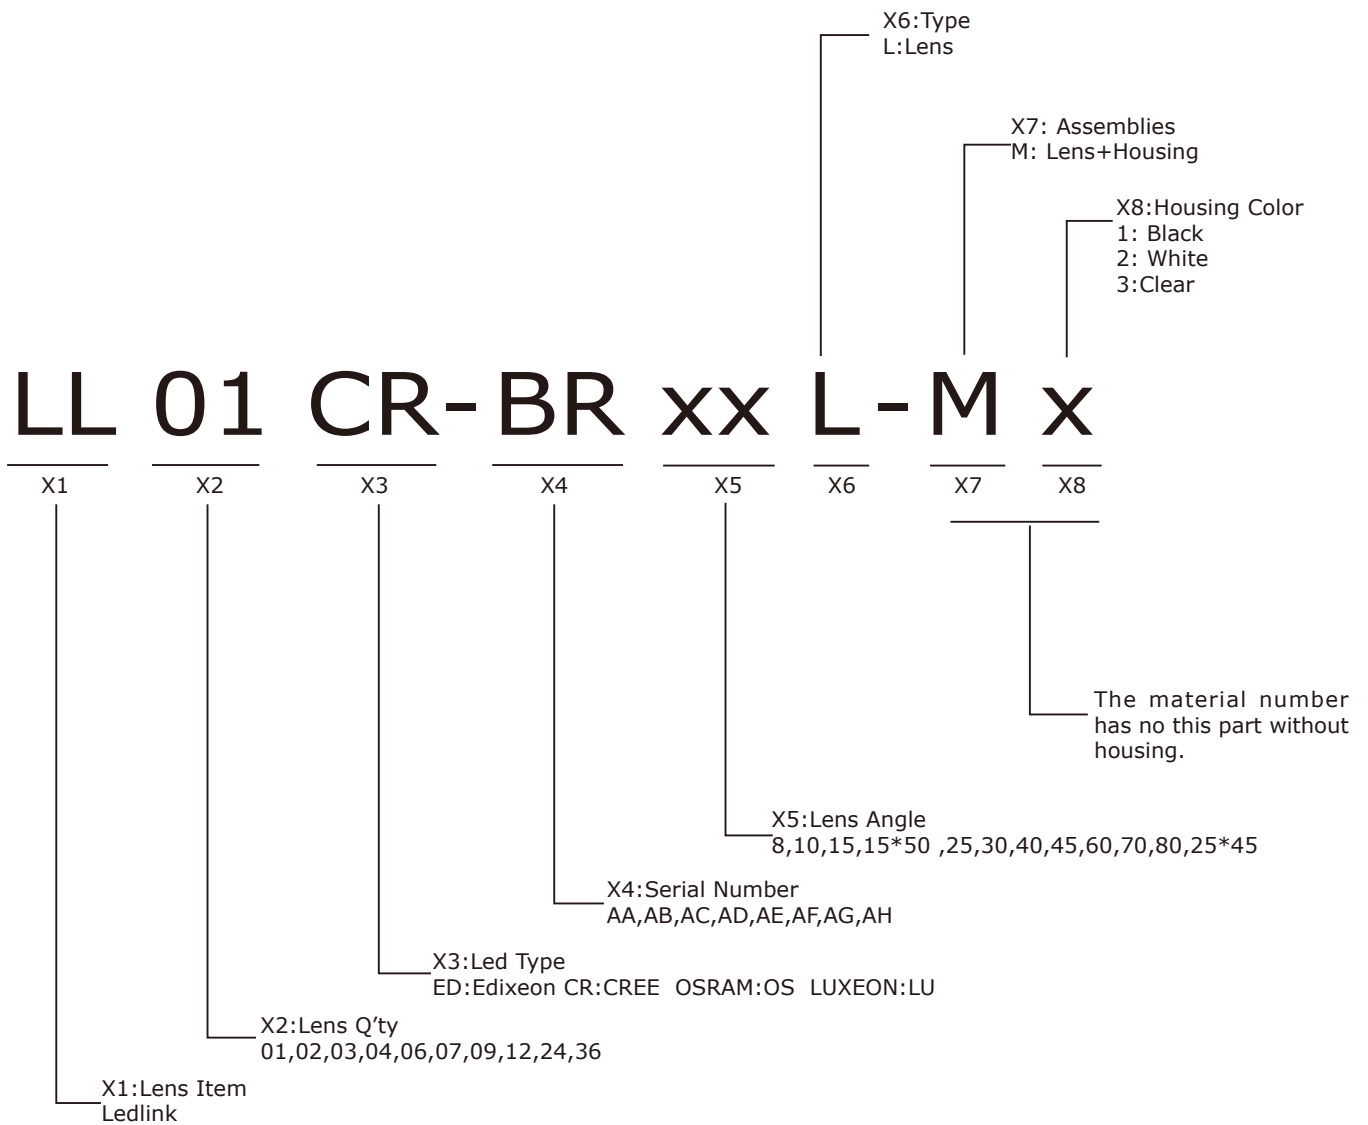 X6:Type
L:Lens
X7: Assemblies
M: Lens+Housing
X8:Housing Color
1: Black
2: White
3:Clear
LL 01 CR-BR xx L-M x
X1 X2 X3 X4 X5 X6 X7 X8
The material number
has no this part without
housing.
X5:Lens Angle
8,10,15,15*50 ,25,30,40,45,60,70,80,25*45
X4:Serial Number
AA,AB,AC,AD,AE,AF,AG,AH
X3:Led Type
ED:Edixeon CR:CREE OSRAM:OS LUXEON:LU
X2:Lens Q’ty
01,02,03,04,06,07,09,12,24,36
X1:Lens Item
Ledlink